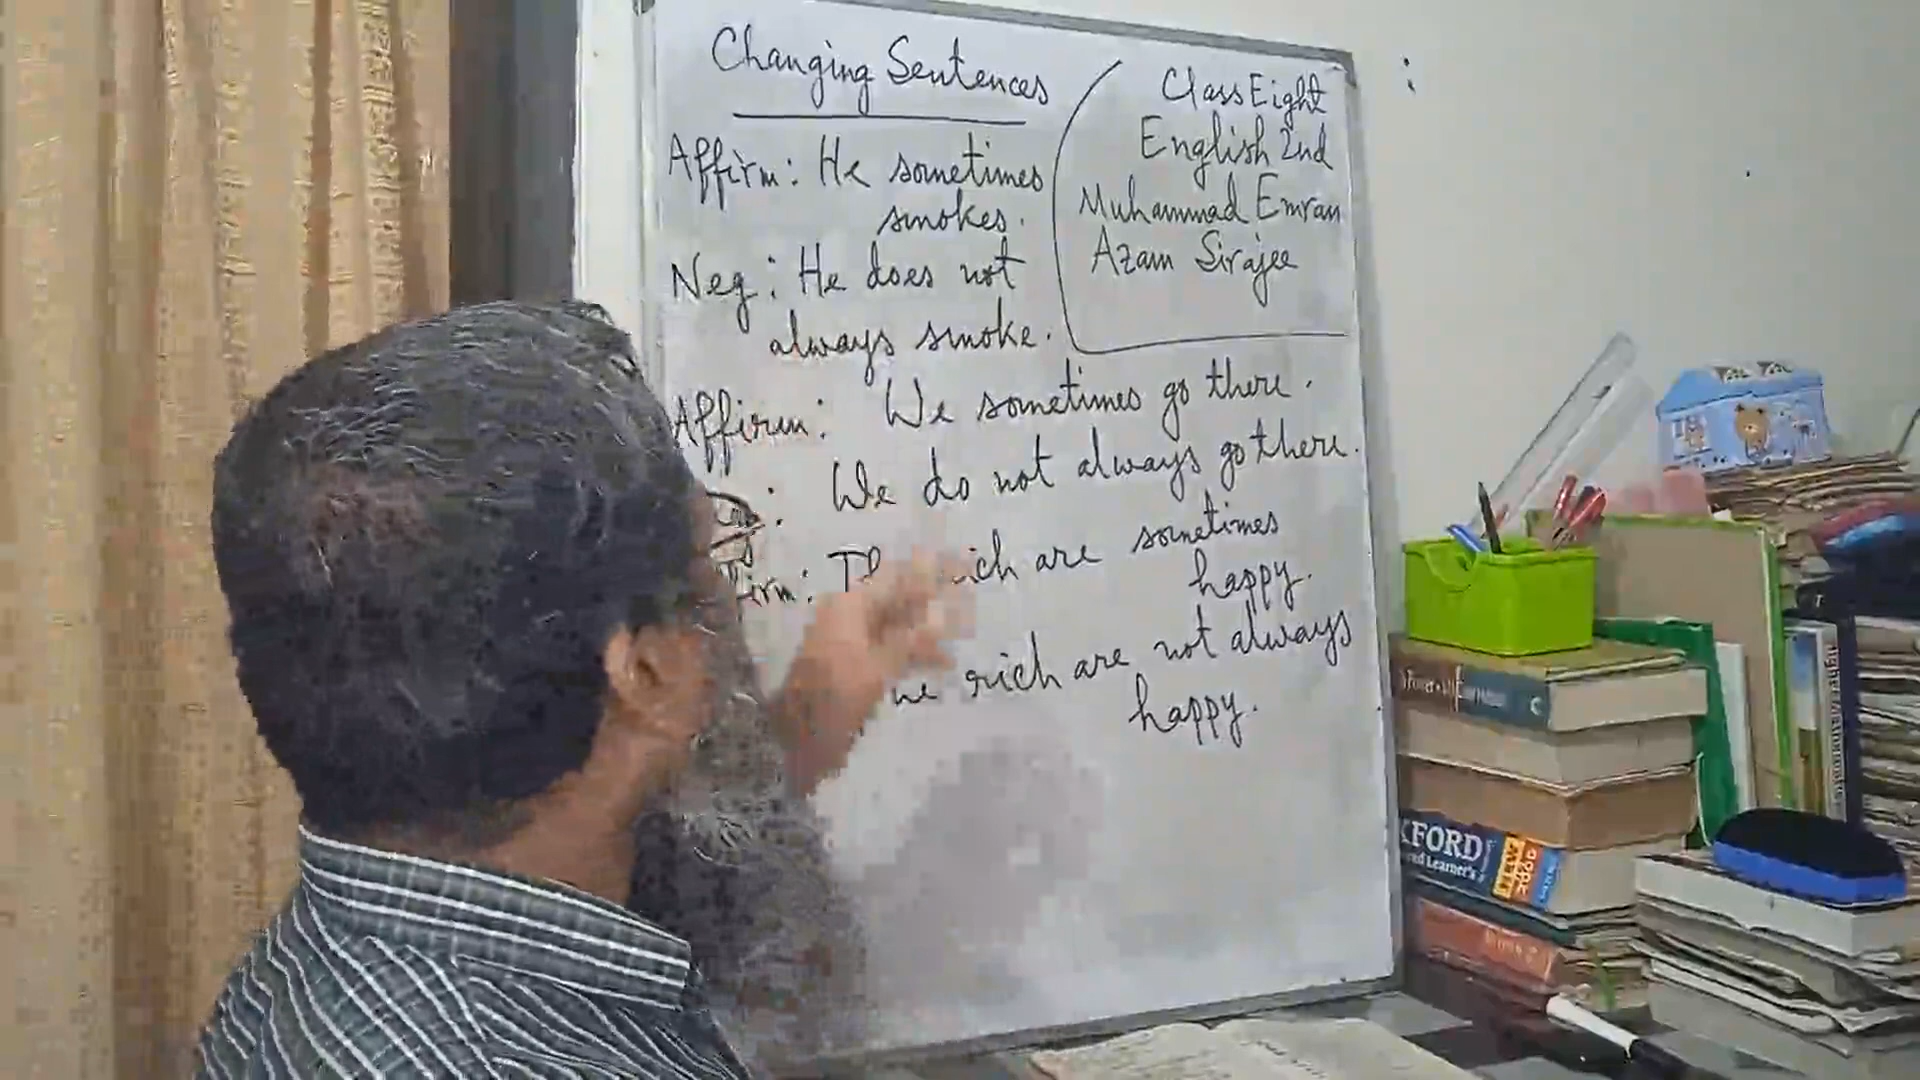 Changing Sentences
Affirm: He sometimes
smokes.
Neg: He does not
always smoke.
Class Eight
English 2nd
Muhammad Emran
Azam Sirajee
Affirm: We sometimes go there.
: We do not always go there.
are sometimes
happy.
rich are not always
happy.